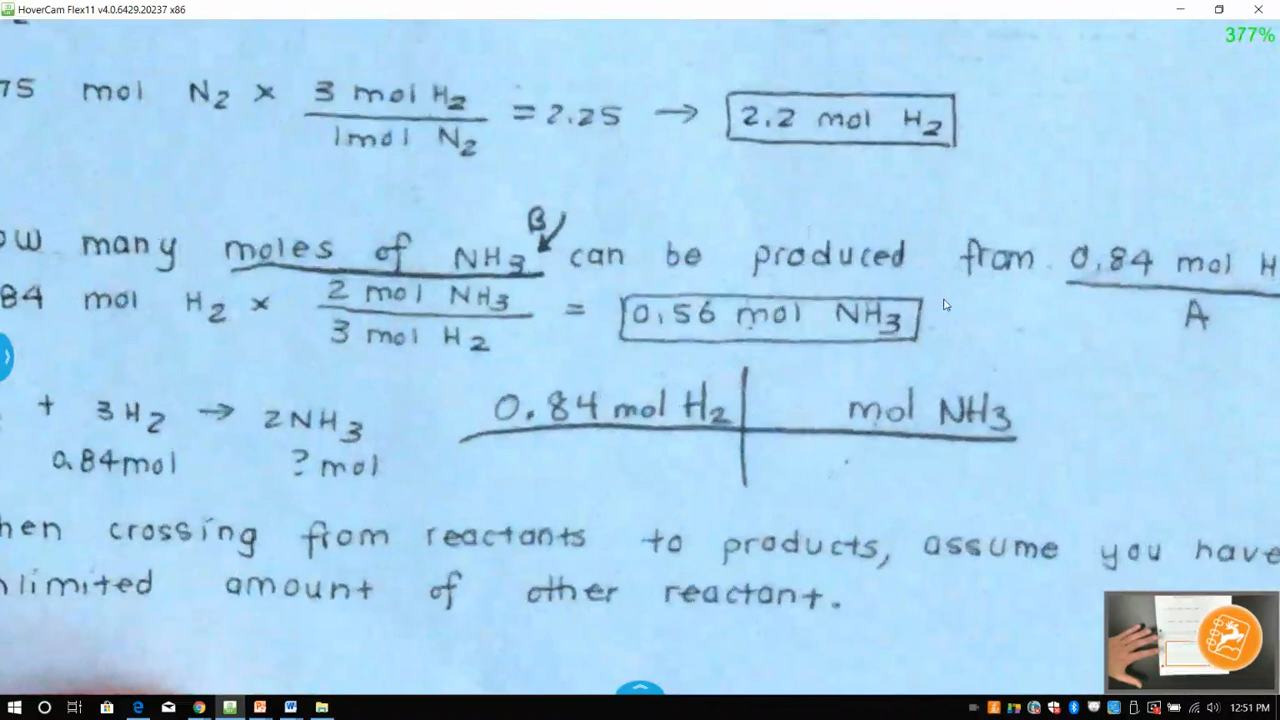 HoverCam Flex11 v4.0.6429.20237 x86
377%
75 mol N₂ × 3 mol H₂ / 1 mol N₂ = 2.25 → 2.2 mol H₂
B
ow many moles of NH₃ can be produced from 0.84 mol H
84 mol H₂ × 2 mol NH₃ / 3 mol H₂ = 0.56 mol NH₃
A
+ 3H₂ → 2NH₃
0.84 mol ? mol
0.84 mol H₂ | mol NH₃
hen crossing from reactants to products, assume you have
nlimited amount of other reactant.
12:51 PM